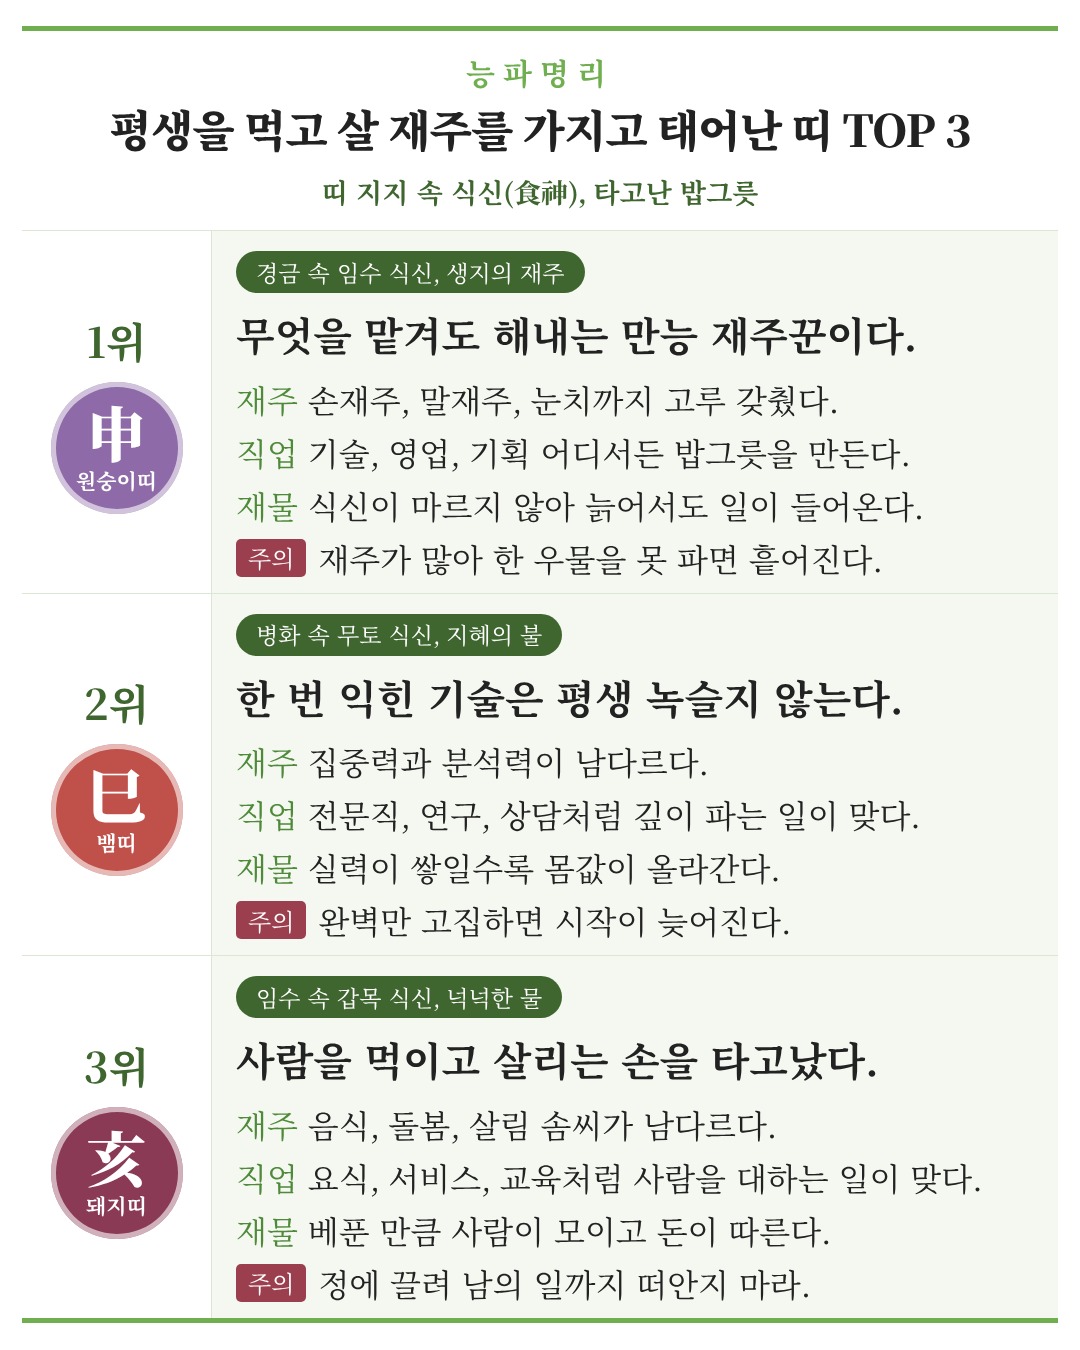 능파명리
평생을 먹고 살 재주를 가지고 태어난 띠 TOP 3
띠 지지 속 식신(食神), 타고난 밥그릇
1위
申
원숭이띠
경금 속 임수 식신, 생지의 재주
무엇을 맡겨도 해내는 만능 재주꾼이다.
재주 손재주, 말재주, 눈치까지 고루 갖췄다.
직업 기술, 영업, 기획 어디서든 밥그릇을 만든다.
재물 식신이 마르지 않아 늙어서도 일이 들어온다.
주의 재주가 많아 한 우물을 못 파면 흩어진다.
2위
巳
뱀띠
병화 속 무토 식신, 지혜의 불
한 번 익힌 기술은 평생 녹슬지 않는다.
재주 집중력과 분석력이 남다르다.
직업 전문직, 연구, 상담처럼 깊이 파는 일이 맞다.
재물 실력이 쌓일수록 몸값이 올라간다.
주의 완벽만 고집하면 시작이 늦어진다.
3위
亥
돼지띠
임수 속 갑목 식신, 넉넉한 물
사람을 먹이고 살리는 손을 타고났다.
재주 음식, 돌봄, 살림 솜씨가 남다르다.
직업 요식, 서비스, 교육처럼 사람을 대하는 일이 맞다.
재물 베푼 만큼 사람이 모이고 돈이 따른다.
주의 정에 끌려 남의 일까지 떠안지 마라.